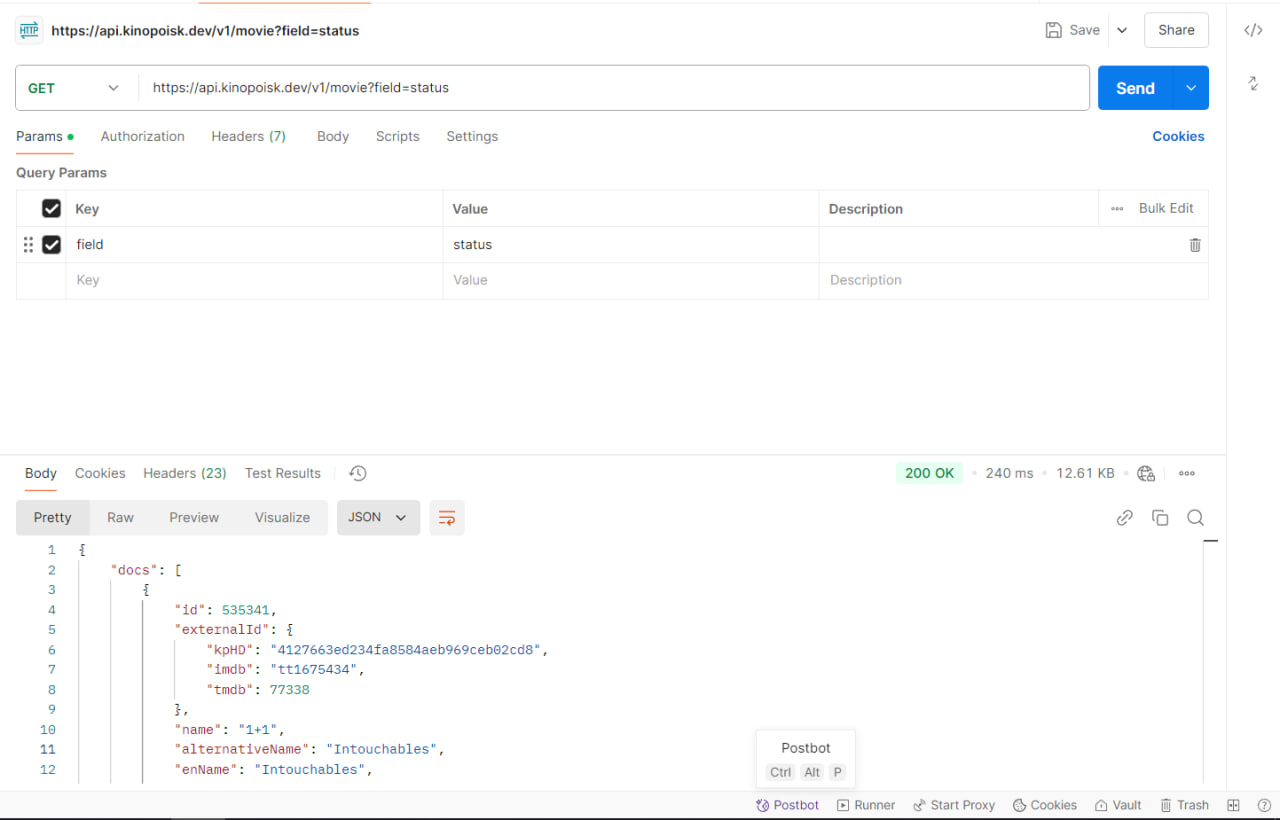 HTTP https://api.kinopoisk.dev/v1/movie?field=status Save Share
GET https://api.kinopoisk.dev/v1/movie?field=status Send
Params Authorization Headers (7) Body Scripts Settings Cookies
Query Params
Key Value Description Bulk Edit
field status
Key Value Description
Body Cookies Headers (23) Test Results 200 OK 240 ms 12.61 KB
Pretty Raw Preview Visualize JSON
1 {
2 "docs": [
3 {
4 "id": 535341,
5 "externalId": {
6 "kpHD": "4127663ed234fa8584aeb969ceb02cd8",
7 "imdb": "tt1675434",
8 "tmdb": 77338
9 },
10 "name": "1+1",
11 "alternativeName": "Intouchables",
12 "enName": "Intouchables",
Postbot
Ctrl Alt P
Postbot Runner Start Proxy Cookies Vault Trash